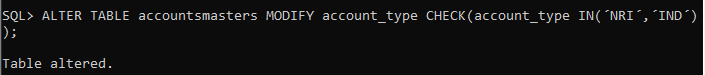 SQL> ALTER TABLE accountsmasters MODIFY account_type CHECK(account_type IN(´NRI´,´IND´)
);
Table altered.